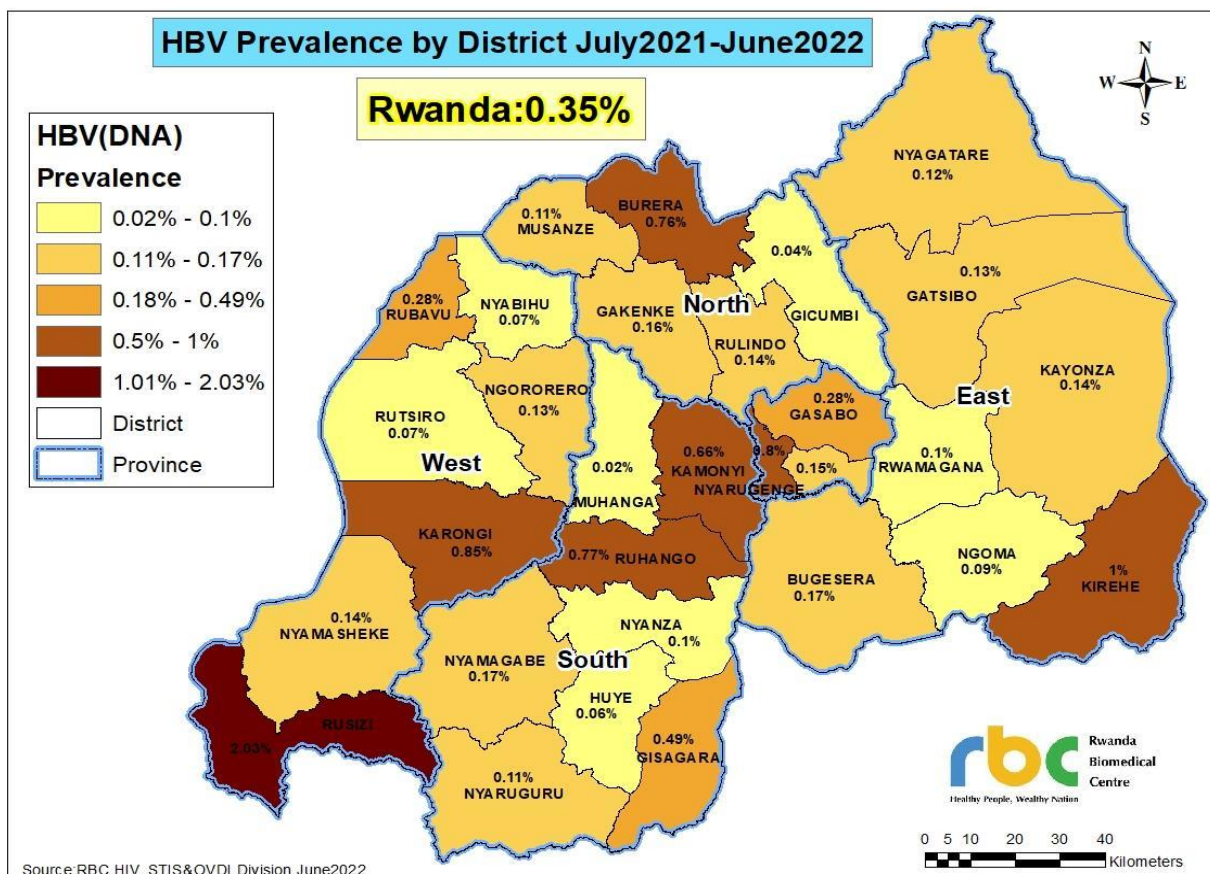 HBV Prevalence by District July2021-June2022
Rwanda:0.35%
N
W E
S
HBV(DNA)
Prevalence
0.02% - 0.1%
0.11% - 0.17%
0.18% - 0.49%
0.5% - 1%
1.01% - 2.03%
District
Province
NYAGATARE
0.12%
0.11%
MUSANZE
BURERA
0.76%
0.04%
GICUMBI
0.13%
GATSIBO
0.28%
RUBAVU
NYABIHU
0.07%
GAKENKE
0.16%
North
RULINDO
0.14%
KAYONZA
0.14%
East
NGORORERO
0.13%
RUTSIRO
0.07%
West
0.28%
GASABO
0.66%
KAMONYI
0.8%
NYARUGENGE
0.15%
0.1%
RWAMAGANA
0.02%
MUHANGA
KARONGI
0.85%
0.77% RUHANGO
NGOMA
0.09%
1%
KIREHE
BUGESERA
0.17%
0.14%
NYAMASHEKE
NYANZA
0.1%
NYAMAGABE
0.17%
South
HUYE
0.06%
RUSIZI
2.03%
0.49%
GISAGARA
0.11%
NYARUGURU
rbc
Rwanda
Biomedical
Centre
Healthy People, Wealthy Nation
0 5 10 20 30 40
Kilometers
Source:RBC HIV, STIS&OVDI Division June2022